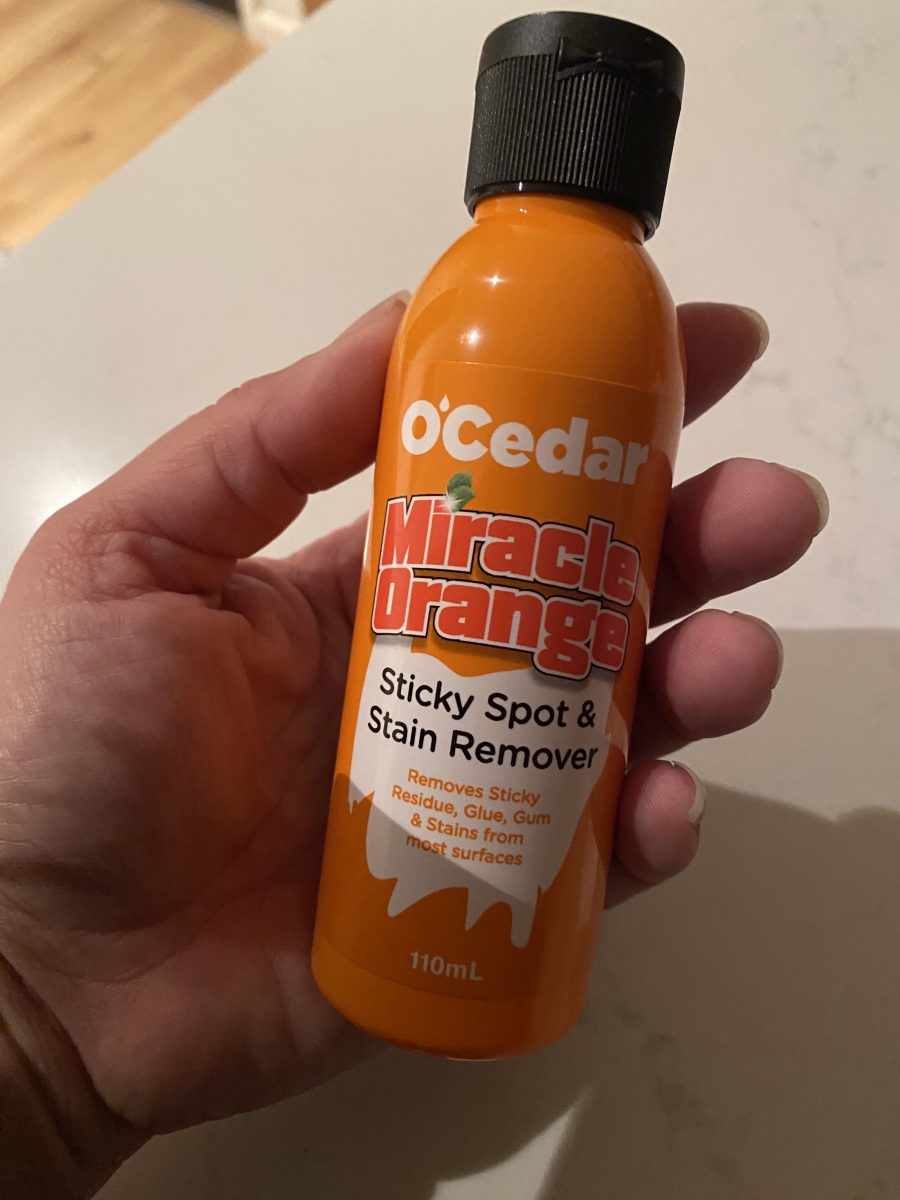 O'Cedar
Miracle
Orange
Sticky Spot &
Stain Remover
Removes Sticky
Residue, Glue, Gum
& Stains from
most surfaces
110mL